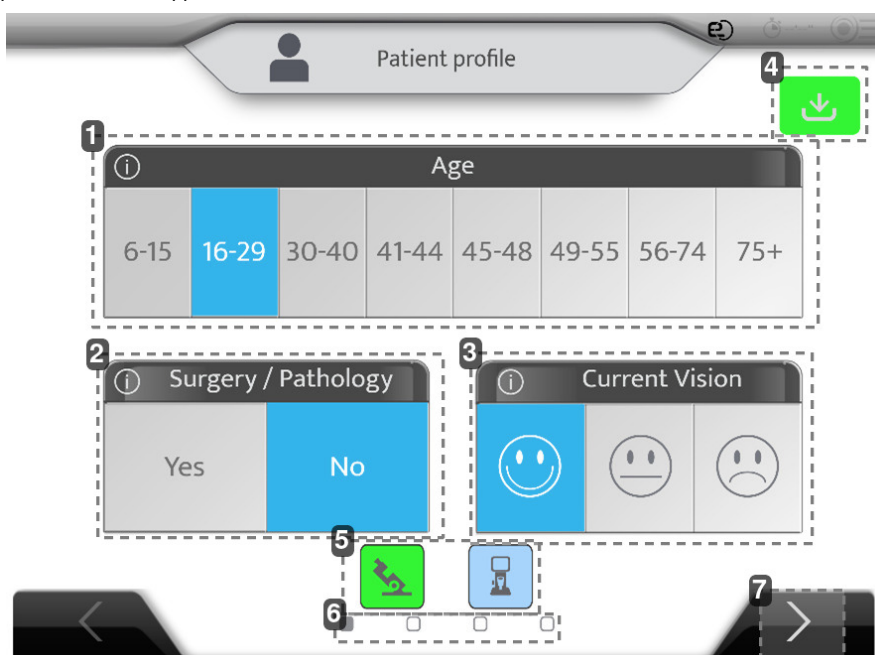 Patient profile
4
1
Age
6-15 16-29 30-40 41-44 45-48 49-55 56-74 75+
2
3
Surgery / Pathology
Current Vision
Yes No
5
6
7